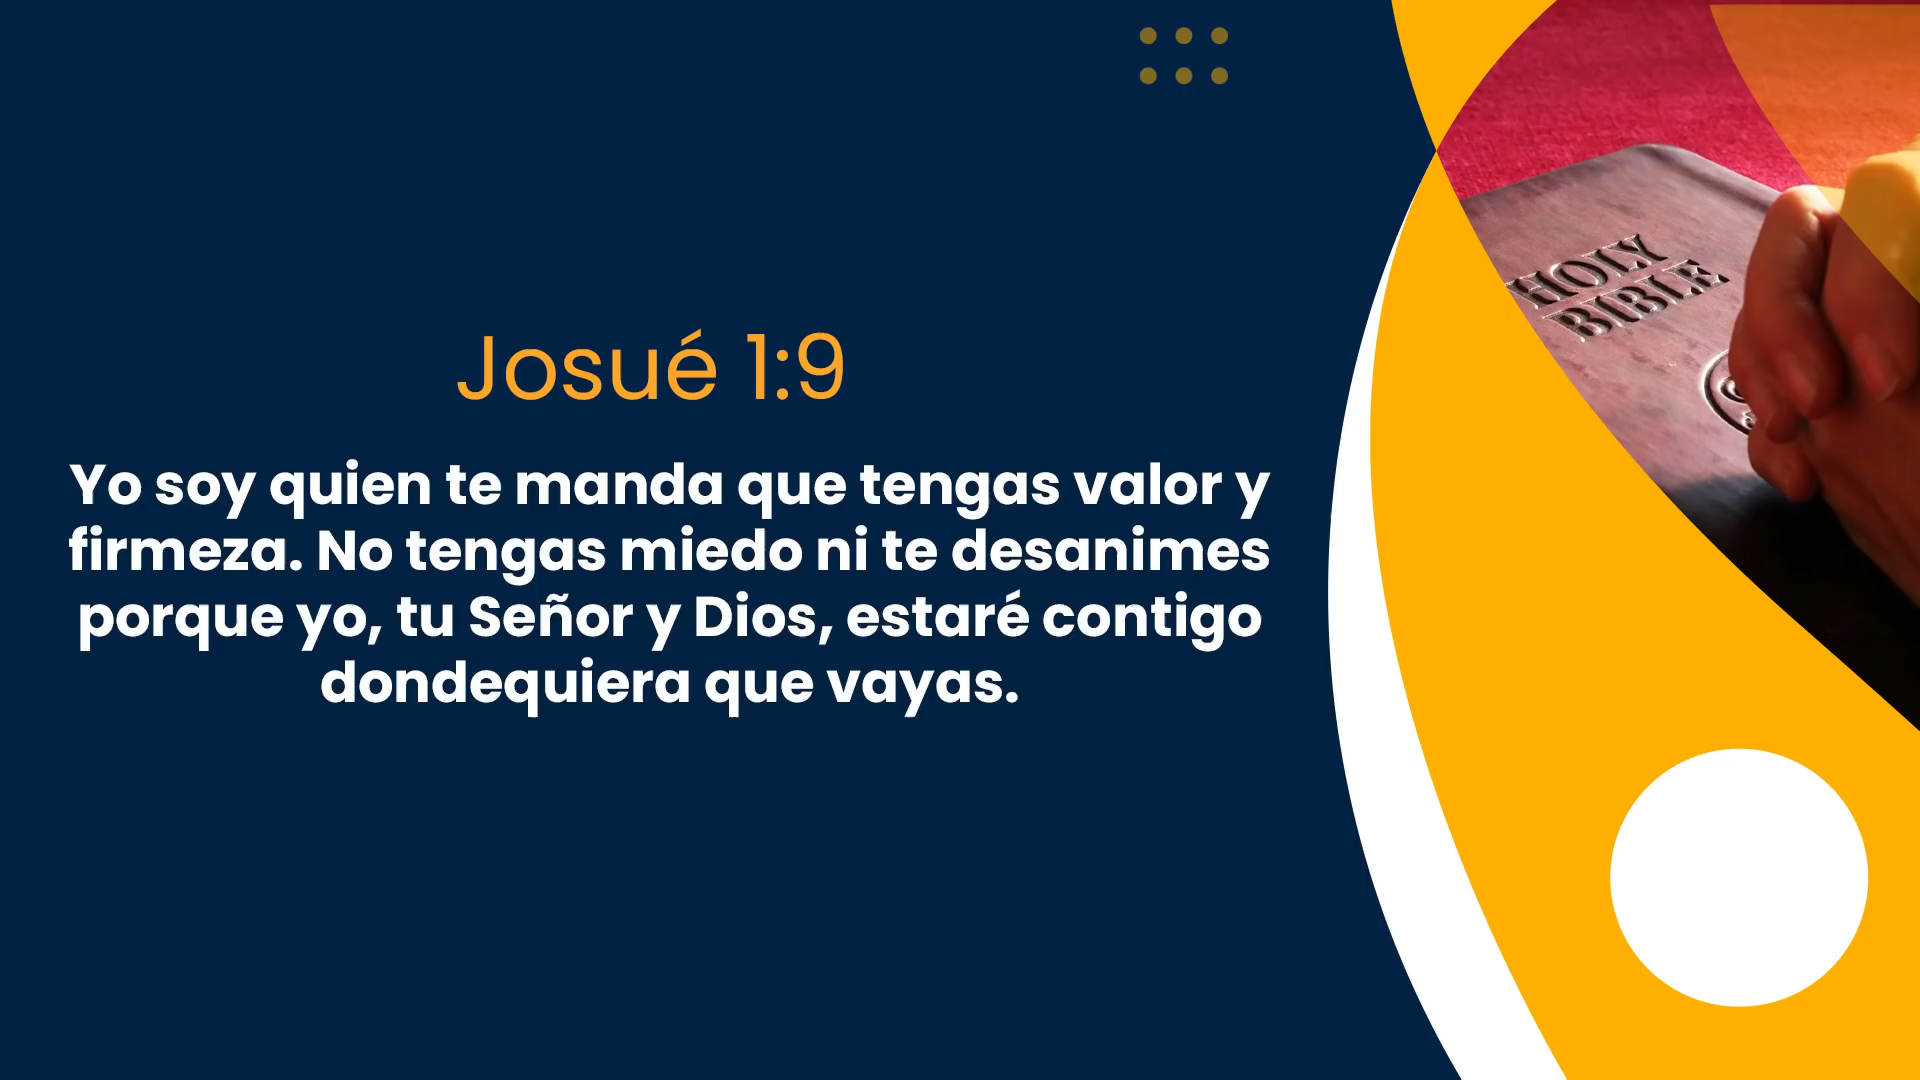 Josué 1:9
Yo soy quien te manda que tengas valor y
firmeza. No tengas miedo ni te desanimes
porque yo, tu Señor y Dios, estaré contigo
dondequiera que vayas.
HOLY
BIBLE